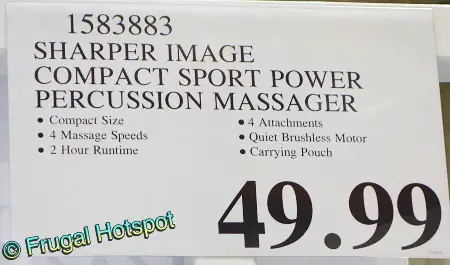 1583883
SHARPER IMAGE
COMPACT SPORT POWER
PERCUSSION MASSAGER
• Compact Size
• 4 Massage Speeds
• 2 Hour Runtime
• 4 Attachments
• Quiet Brushless Motor
• Carrying Pouch
49.99
© Frugal Hotspot